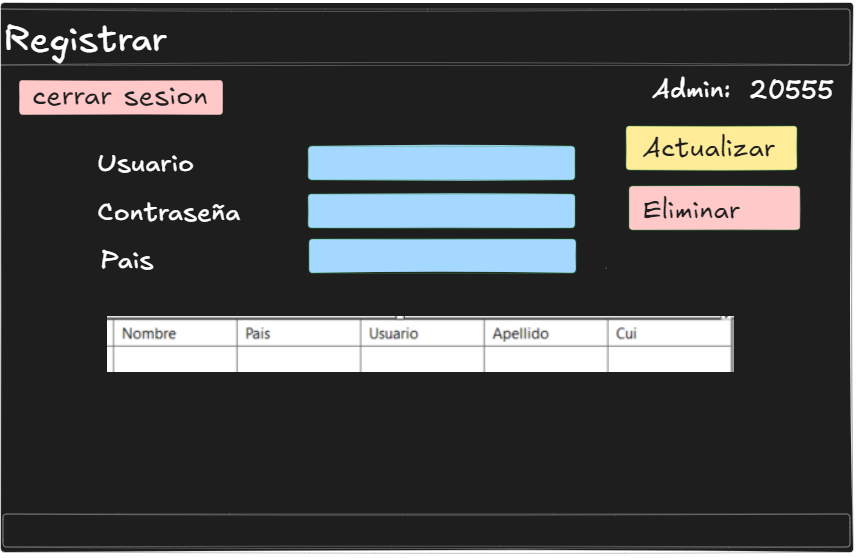 Registrar
cerrar sesion
Admin: 20555
Usuario
Actualizar
Contraseña
Eliminar
Pais
Nombre Pais Usuario Apellido Cui